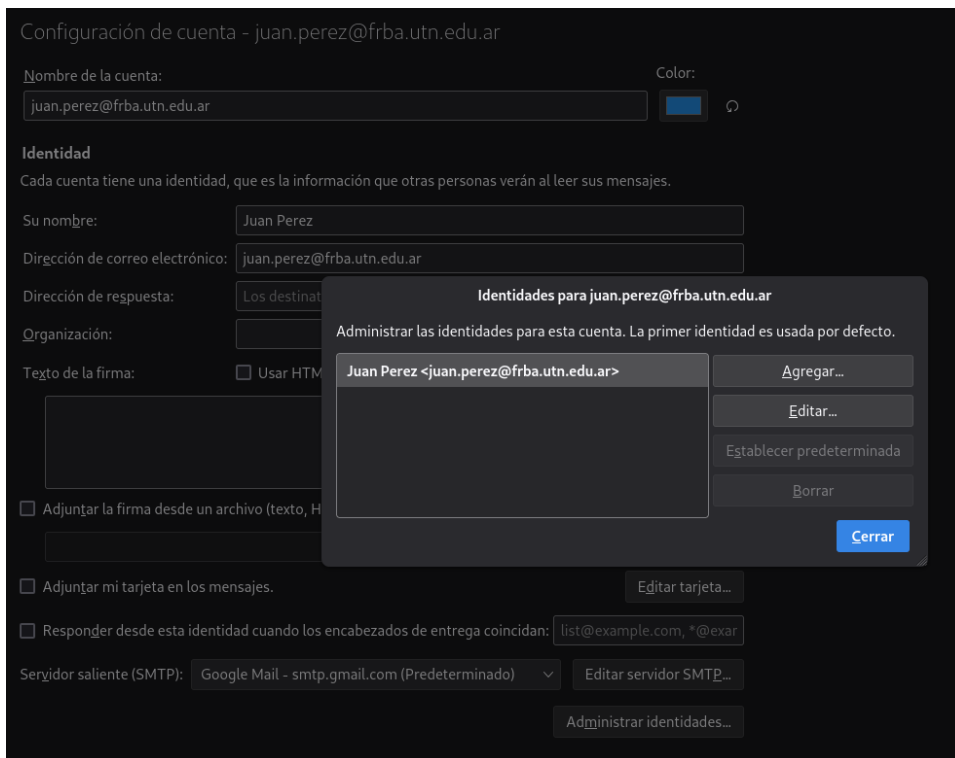 Configuración de cuenta - juan.perez@frba.utn.edu.ar
Nombre de la cuenta:
Color:
juan.perez@frba.utn.edu.ar
Identidad
Cada cuenta tiene una identidad, que es la información que otras personas verán al leer sus mensajes.
Su nombre:
Juan Perez
Dirección de correo electrónico:
juan.perez@frba.utn.edu.ar
Dirección de respuesta:
Los destinat
Organización:
Texto de la firma:
Usar HTM
Identidades para juan.perez@frba.utn.edu.ar
Administrar las identidades para esta cuenta. La primer identidad es usada por defecto.
Juan Perez <juan.perez@frba.utn.edu.ar>
Agregar...
Editar...
Establecer predeterminada
Borrar
Cerrar
Adjuntar la firma desde un archivo (texto, H
Adjuntar mi tarjeta en los mensajes.
Editar tarjeta...
Responder desde esta identidad cuando los encabezados de entrega coincidan:
list@example.com, *@exar
Servidor saliente (SMTP):
Google Mail - smtp.gmail.com (Predeterminado)
Editar servidor SMTP...
Administrar identidades...